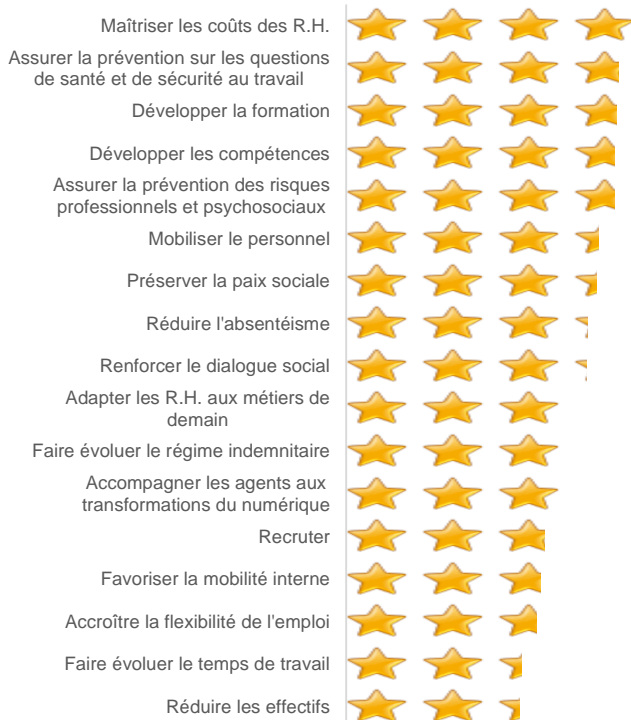 Maîtriser les coûts des R.H.
Assurer la prévention sur les questions
de santé et de sécurité au travail
Développer la formation
Développer les compétences
Assurer la prévention des risques
professionnels et psychosociaux
Mobiliser le personnel
Préserver la paix sociale
Réduire l'absentéisme
Renforcer le dialogue social
Adapter les R.H. aux métiers de
demain
Faire évoluer le régime indemnitaire
Accompagner les agents aux
transformations du numérique
Recruter
Favoriser la mobilité interne
Accroître la flexibilité de l'emploi
Faire évoluer le temps de travail
Réduire les effectifs